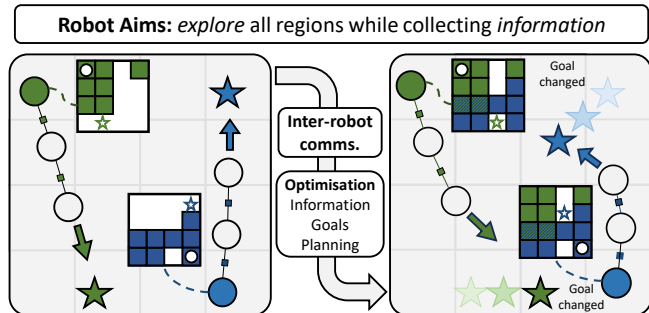 Robot Aims: explore all regions while collecting information
Inter-robot
comms.
Optimisation
Information
Goals
Planning
Goal
changed
Goal
changed